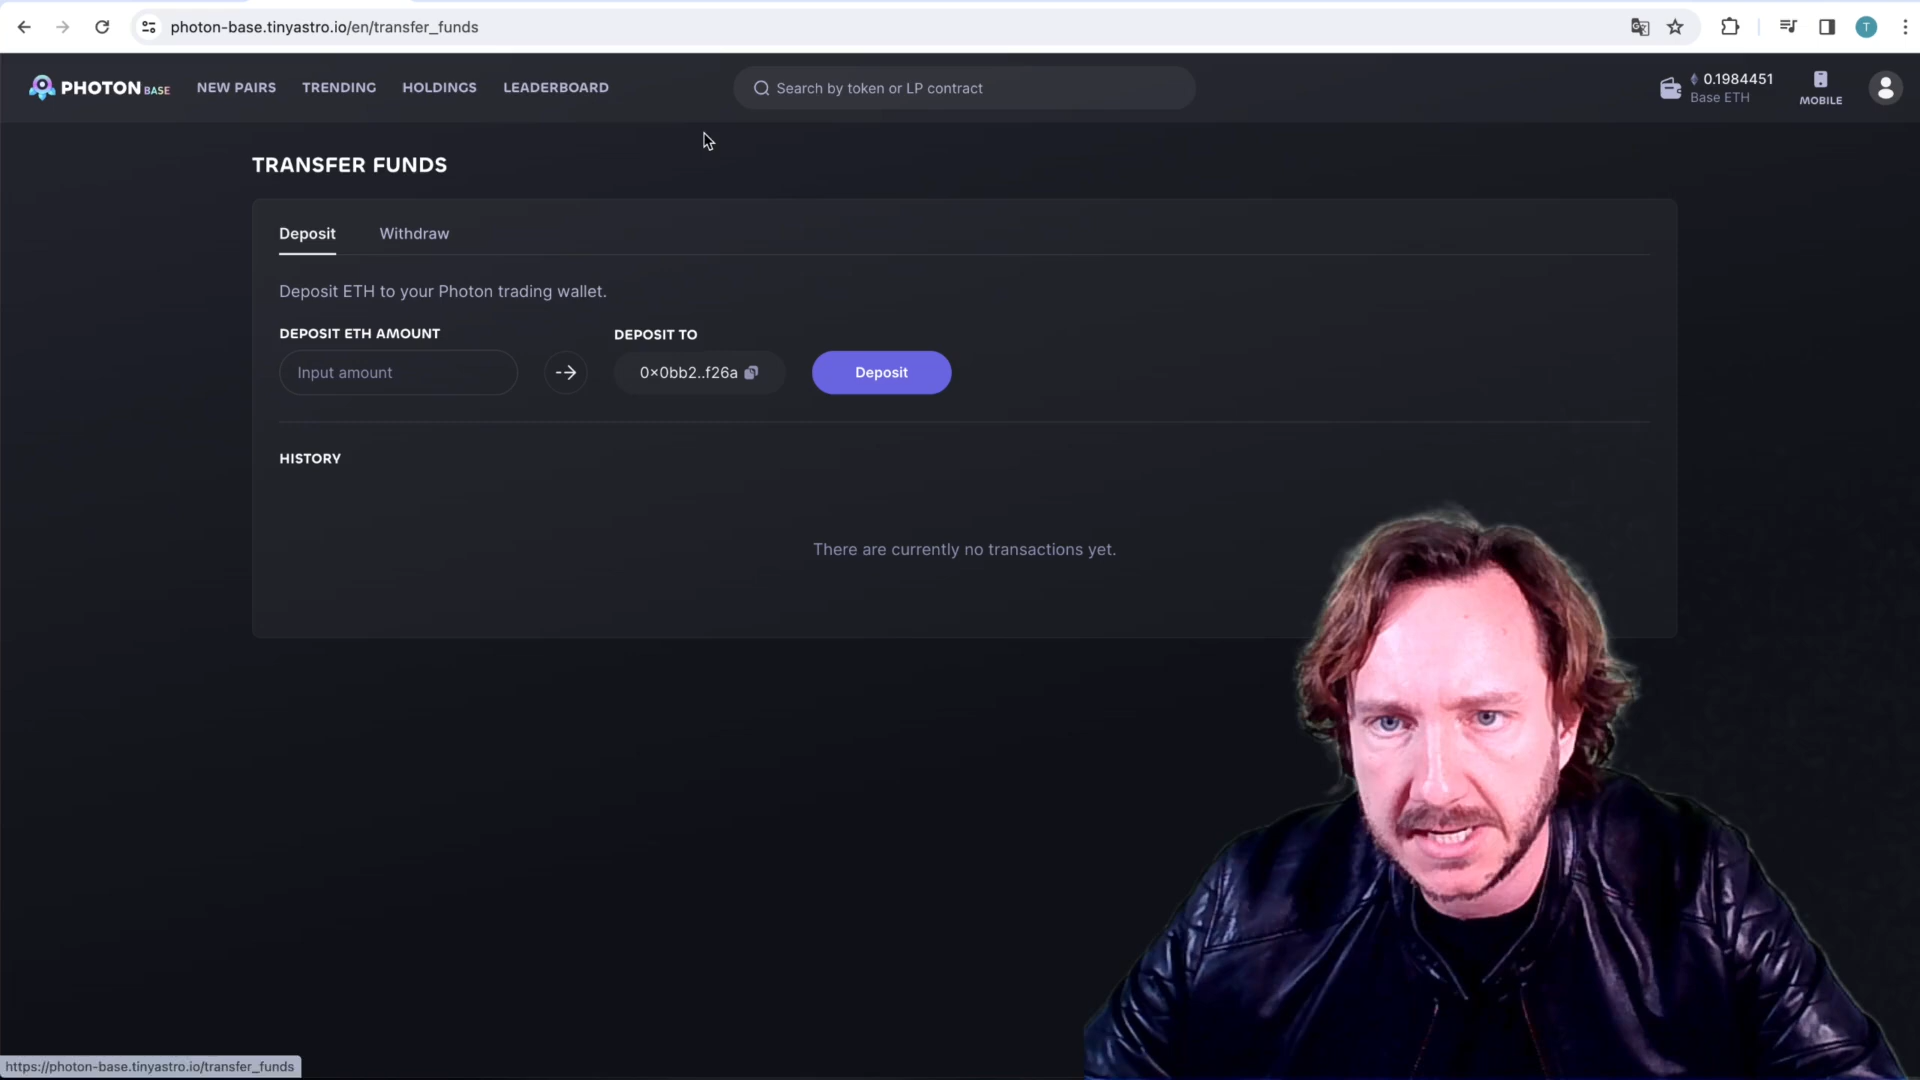 photon-base.tinyastro.io/en/transfer_funds
T
PHOTON BASE
NEW PAIRS
TRENDING
HOLDINGS
LEADERBOARD
Search by token or LP contract
0.1984451
Base ETH
MOBILE
TRANSFER FUNDS
Deposit
Withdraw
Deposit ETH to your Photon trading wallet.
DEPOSIT ETH AMOUNT
DEPOSIT TO
Input amount
0×0bb2..f26a
Deposit
HISTORY
There are currently no transactions yet.
https://photon-base.tinyastro.io/transfer_funds